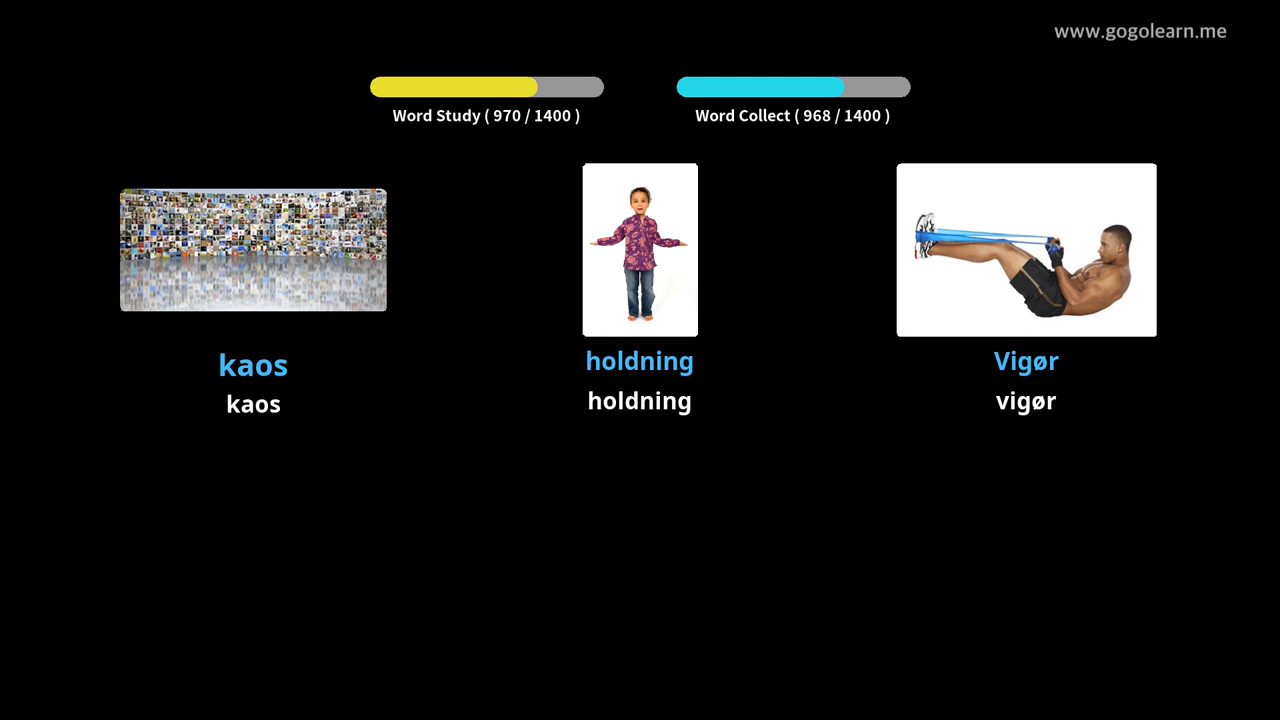 www.gogolearn.me
Word Study ( 970 / 1400 )
Word Collect ( 968 / 1400 )
kaos
kaos
holdning
holdning
Vigør
vigør